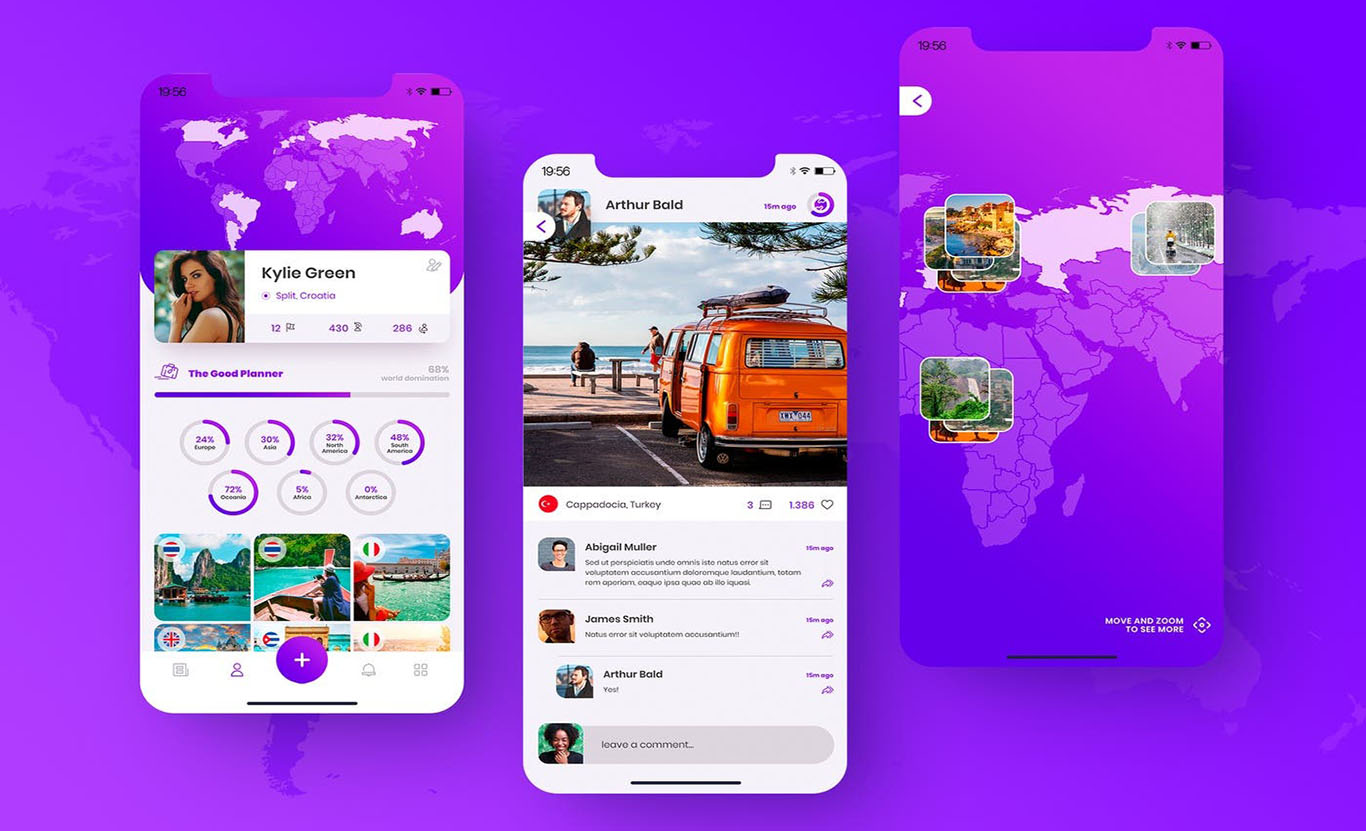 19:56
Kylie Green
Split, Croatia
12
430
286
The Good Planner
68%
world domination
24%
Europe
30%
Asia
32%
North
America
48%
South
America
72%
Oceania
5%
Africa
0%
Antarctica
19:56
Arthur Bald
15m ago
XWX 044
Cappadocia, Turkey
3
1.386
Abigail Muller
15m ago
Sed ut perspiciatis unde omnis iste natus error sit
voluptatem accusantium doloremque laudantium, totam
rem aperiam, eaque ipsa quae ab illo iquasi.
James Smith
15m ago
Natus error sit voluptatem accusantium!!
Arthur Bald
15m ago
Yes!
leave a comment...
19:56
MOVE AND ZOOM
TO SEE MORE